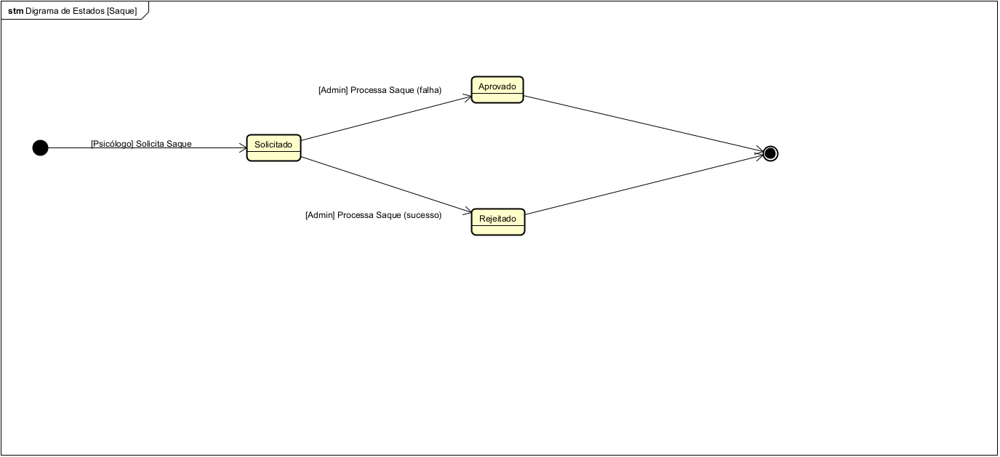 stm Digrama de Estados [Saque]
Aprovado
[Admin] Processa Saque (falha)
[Psicólogo] Solicita Saque
Solicitado
[Admin] Processa Saque (sucesso)
Rejeitado